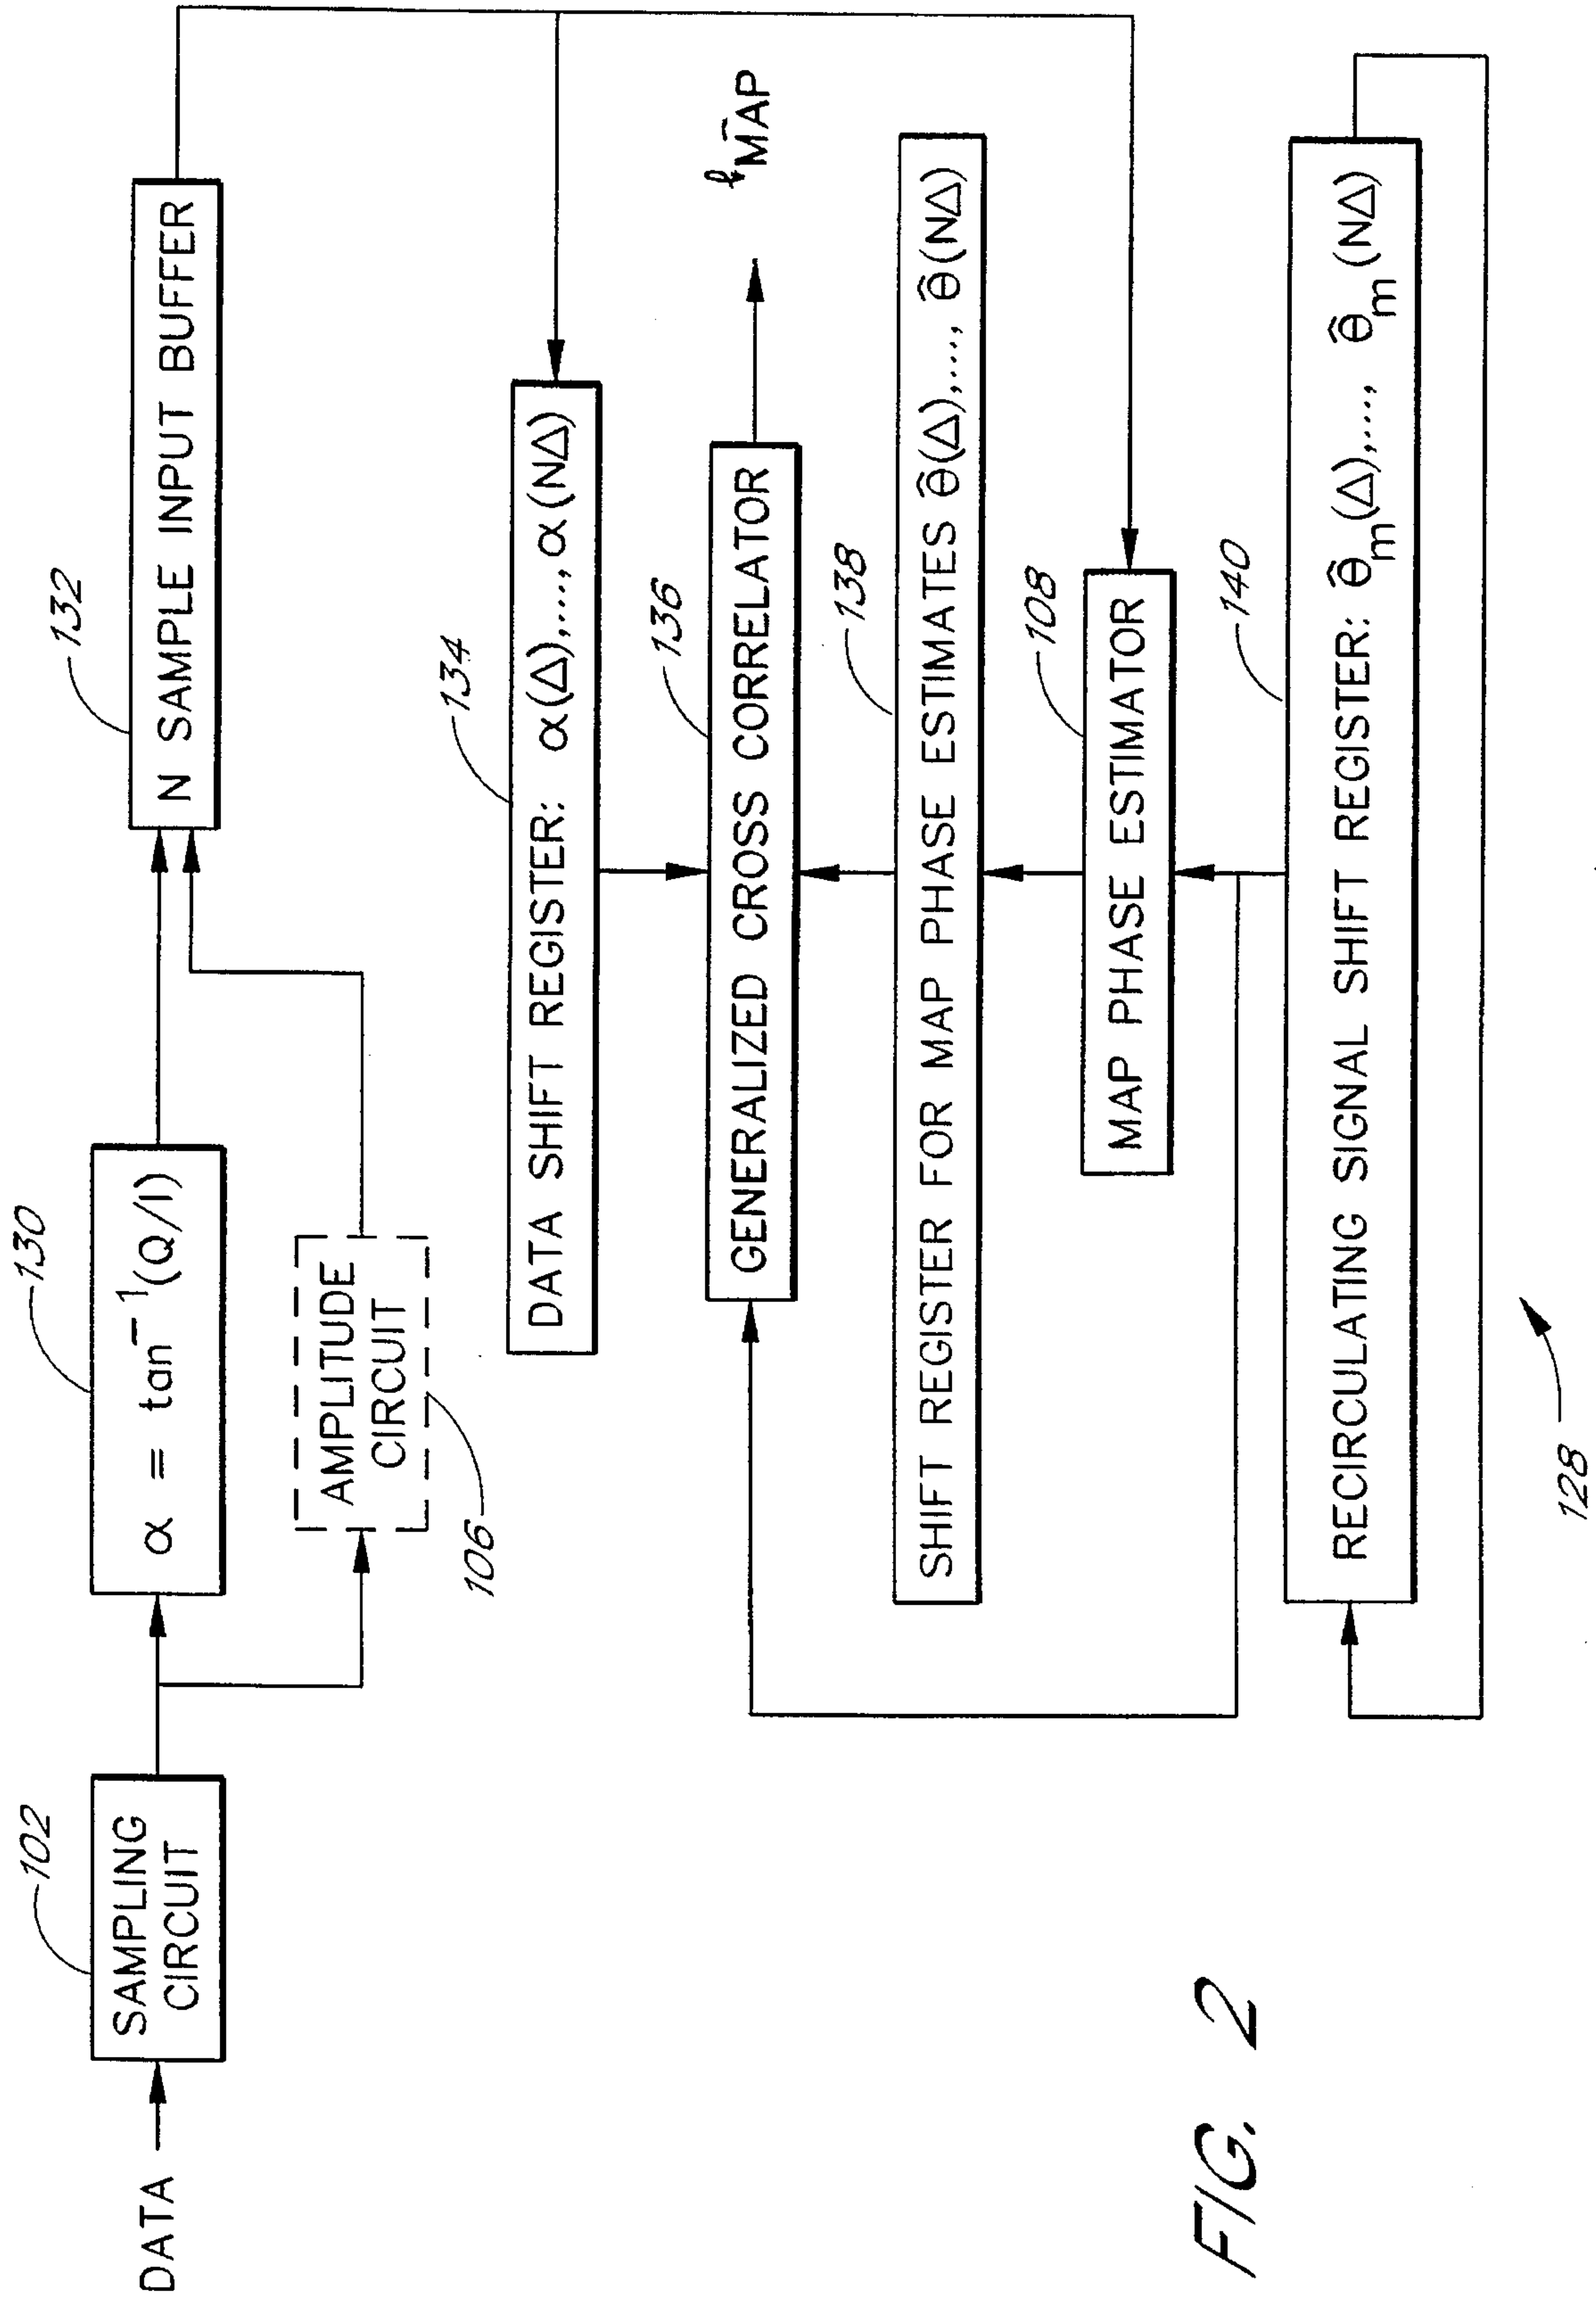 DATA
SAMPLING
CIRCUIT
102
α = tan⁻¹(Q/I)
130
AMPLITUDE
CIRCUIT
106
N SAMPLE INPUT BUFFER
132
DATA SHIFT REGISTER: α(Δ),...., α(NΔ)
134
GENERALIZED CROSS CORRELATOR
136
ℓ M̄AP
SHIFT REGISTER FOR MAP PHASE ESTIMATES θ̂(Δ),...., θ̂(NΔ)
138
MAP PHASE ESTIMATOR
108
RECIRCULATING SIGNAL SHIFT REGISTER: θ̂m(Δ),...., θ̂m(NΔ)
140
128
FIG. 2